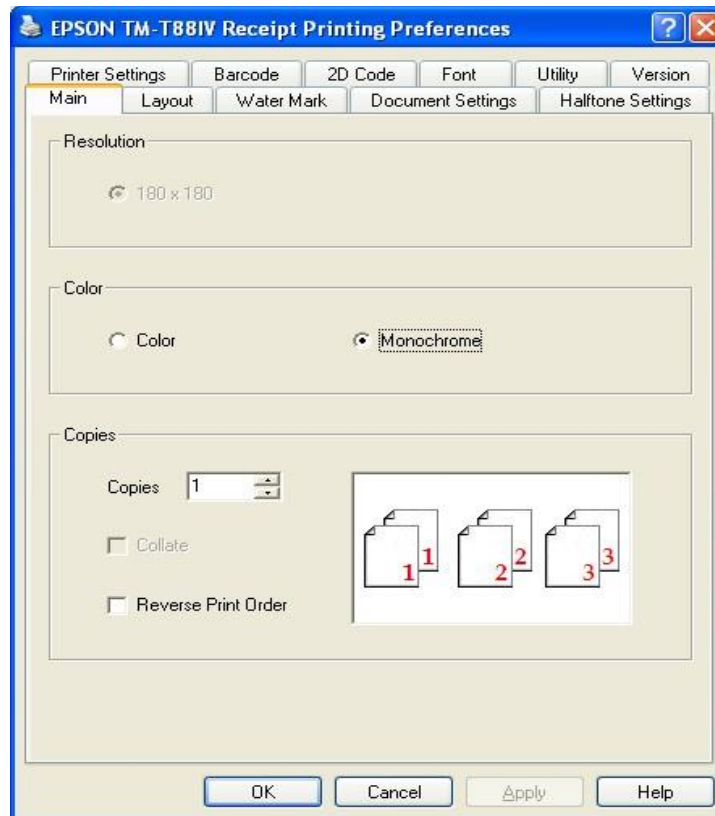 EPSON TM-T88IV Receipt Printing Preferences
Printer Settings Barcode 2D Code Font Utility Version
Main Layout Water Mark Document Settings Halftone Settings
Resolution
180 x 180
Color
Color Monochrome
Copies
Copies 1
Collate
Reverse Print Order
1 1 2 2 3 3
OK Cancel Apply Help